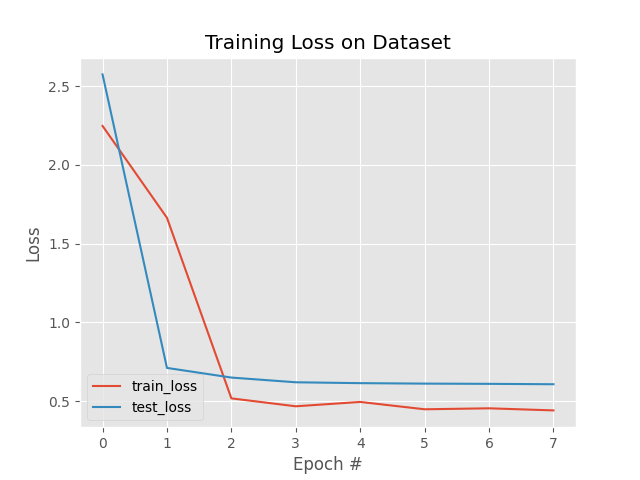 Training Loss on Dataset
2.5
2.0
1.5
1.0
0.5
Loss
train_loss
test_loss
0 1 2 3 4 5 6 7
Epoch #